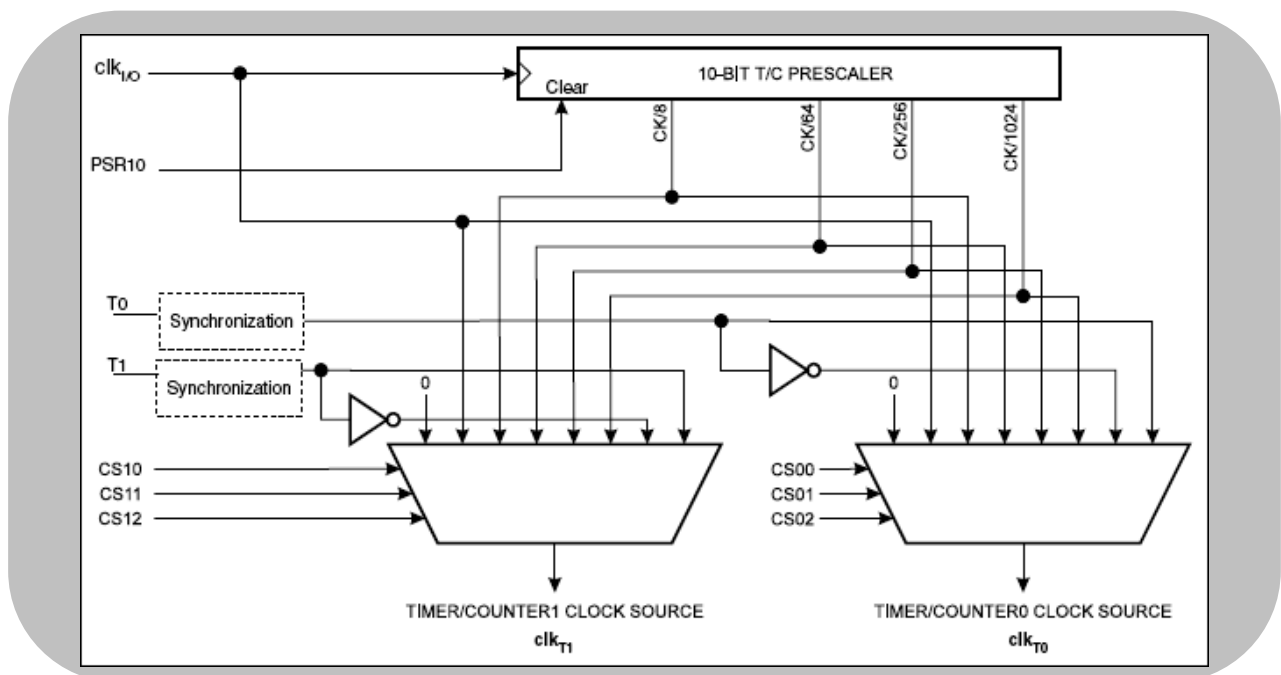 clkI/O
10-BIT T/C PRESCALER
Clear
PSR10
CK/8
CK/64
CK/256
CK/1024
T0
Synchronization
T1
Synchronization
0
0
CS10
CS11
CS12
CS00
CS01
CS02
TIMER/COUNTER1 CLOCK SOURCE
clkT1
TIMER/COUNTER0 CLOCK SOURCE
clkT0